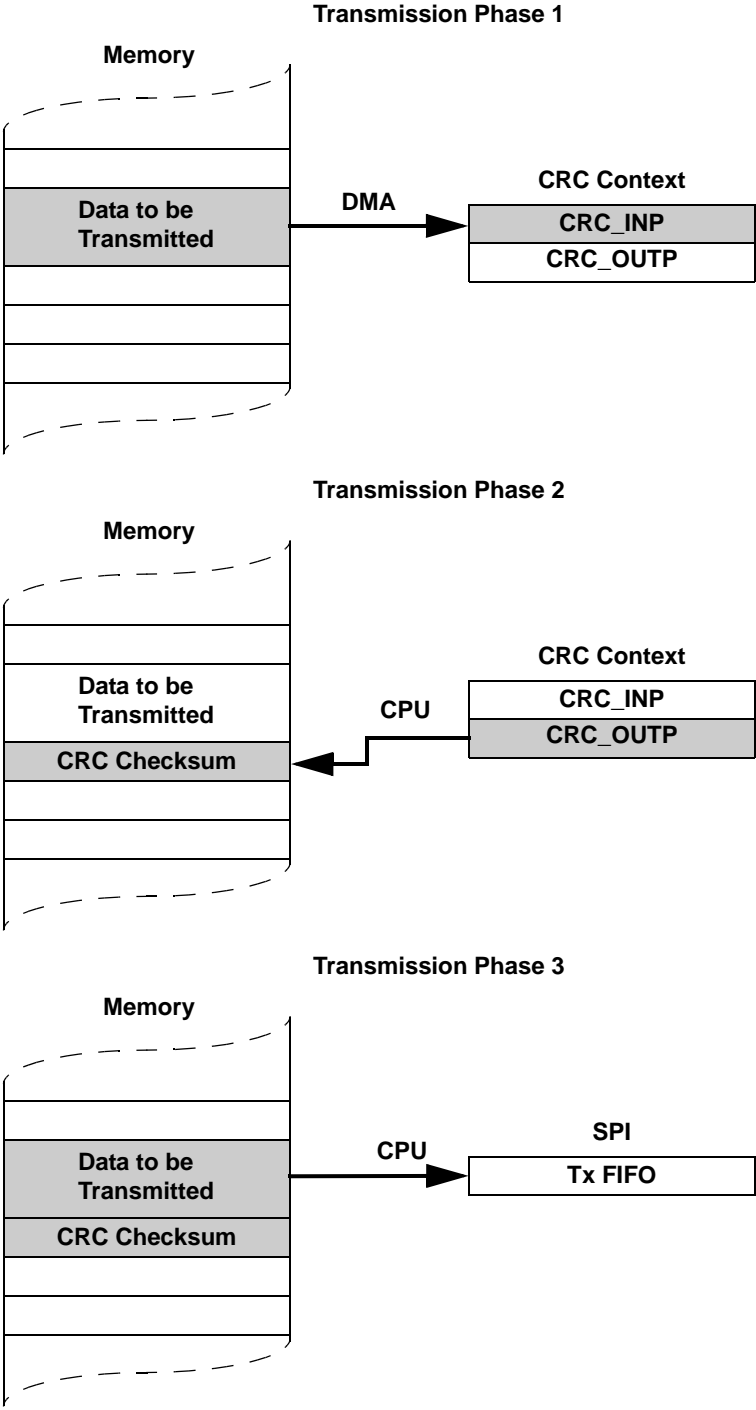 Transmission Phase 1
Memory
CRC Context
DMA
Data to be
Transmitted
CRC_INP
CRC_OUTP
Transmission Phase 2
Memory
CRC Context
Data to be
Transmitted
CPU
CRC_INP
CRC_OUTP
CRC Checksum
Transmission Phase 3
Memory
SPI
CPU
Data to be
Transmitted
Tx FIFO
CRC Checksum